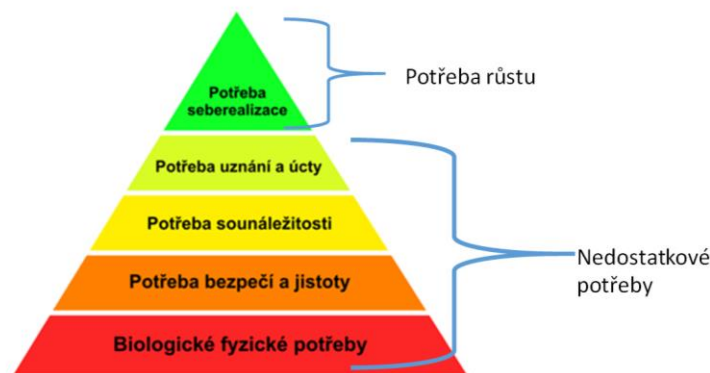 Potřeba
seberealizace
Potřeba růstu
Potřeba uznání a úcty
Potřeba sounáležitosti
Potřeba bezpečí a jistoty
Biologické fyzické potřeby
Nedostatkové
potřeby